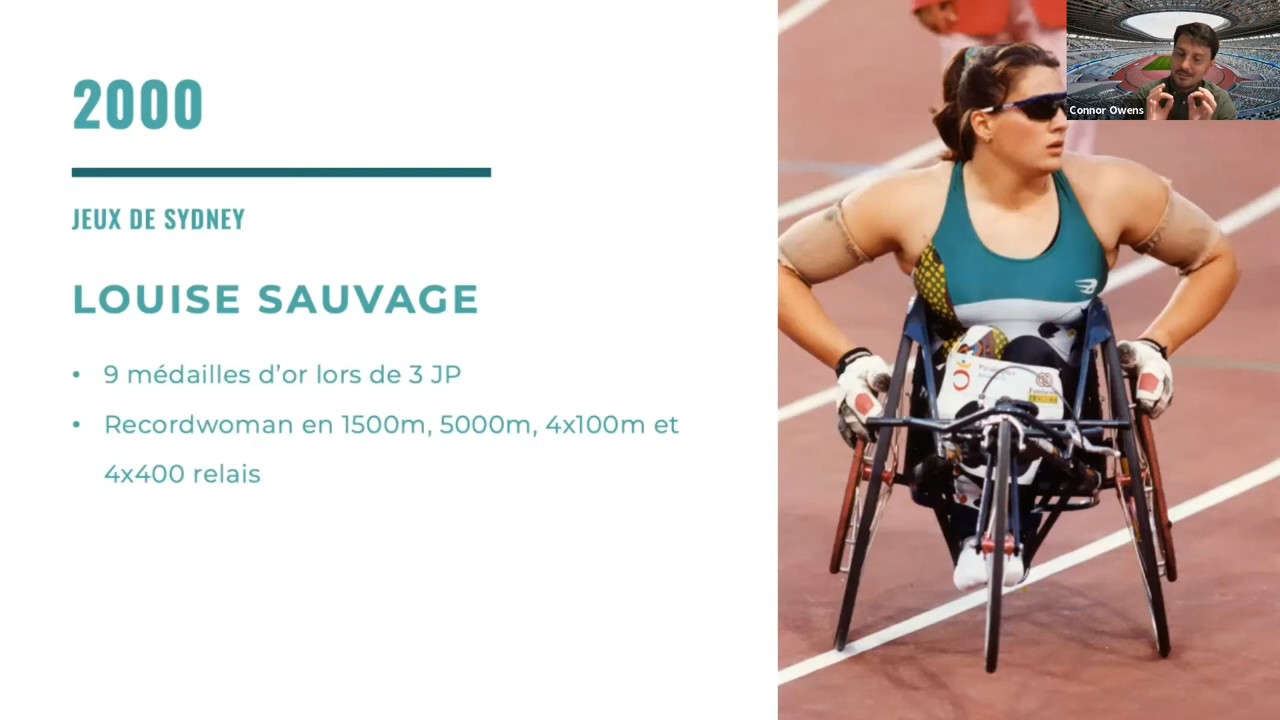 2000
JEUX DE SYDNEY
LOUISE SAUVAGE
• 9 médailles d’or lors de 3 JP
• Recordwoman en 1500m, 5000m, 4x100m et
4x400 relais
Connor Owens